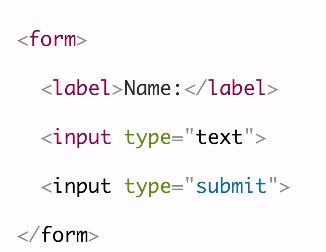 <form>
<label>Name:</label>
<input type="text">
<input type="submit">
</form>